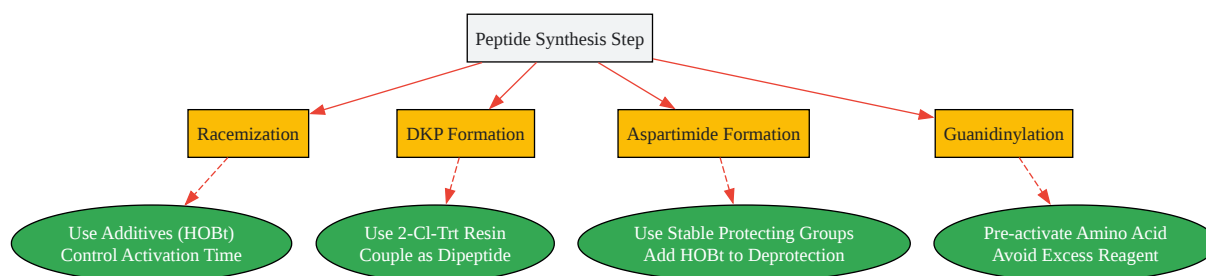 Peptide Synthesis Step
Racemization
DKP Formation
Aspartimide Formation
Guanidinylation
Use Additives (HOBt)
Control Activation Time
Use 2-Cl-Trt Resin
Couple as Dipeptide
Use Stable Protecting Groups
Add HOBt to Deprotection
Pre-activate Amino Acid
Avoid Excess Reagent